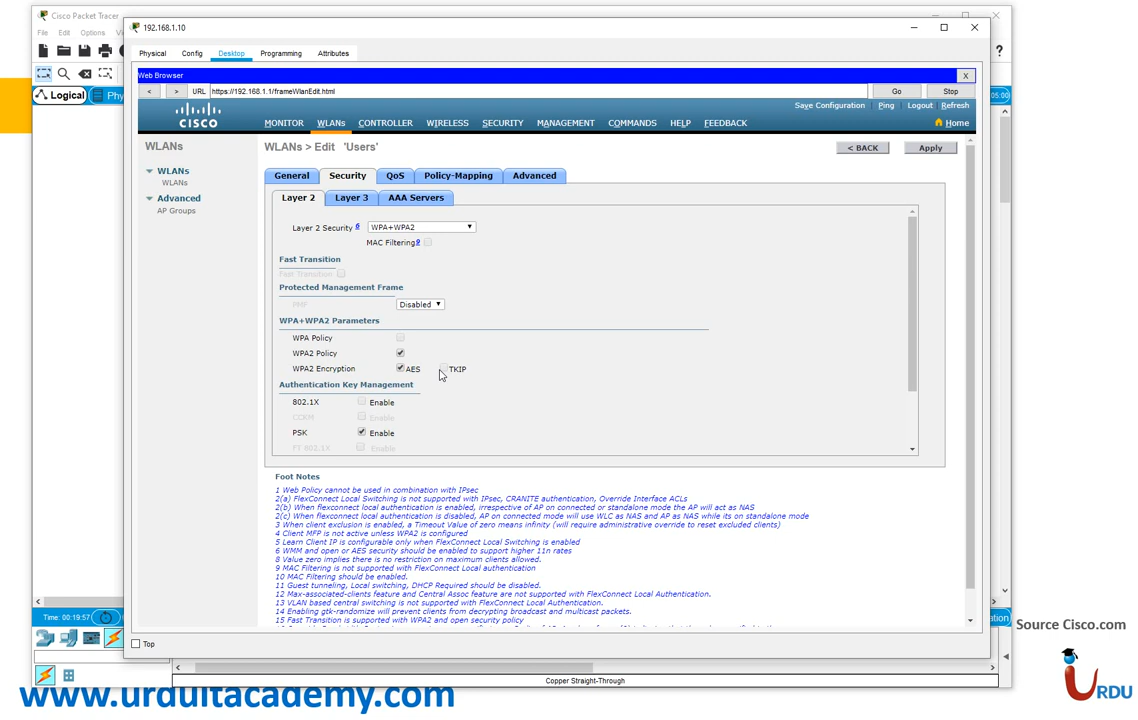 Cisco Packet Tracer
File Edit Options
192.168.1.10
Physical Config Desktop Programming Attributes
Web Browser X
< > URL https://192.168.1.1/frameWlanEdit.html Go Stop
Logical
05:00
?
CISCO
Save Configuration Ping Logout Refresh
MONITOR WLANs CONTROLLER WIRELESS SECURITY MANAGEMENT COMMANDS HELP FEEDBACK Home
WLANs
WLANs > Edit 'Users' < BACK Apply
WLANs
WLANs
Advanced
AP Groups
General Security QoS Policy-Mapping Advanced
Layer 2 Layer 3 AAA Servers
Layer 2 Security 6 WPA+WPA2
MAC Filtering9
Fast Transition
Fast Transition
Protected Management Frame
PMF Disabled
WPA+WPA2 Parameters
WPA Policy
WPA2 Policy
WPA2 Encryption AES TKIP
Authentication Key Management
802.1X Enable
CCKM Enable
PSK Enable
FT 802.1X Enable
Foot Notes
1 Web Policy cannot be used in combination with IPsec
2(a) FlexConnect Local Switching is not supported with IPsec, CRANITE authentication, Override Interface ACLs
2(b) When flexconnect local authentication is enabled, irrespective of AP on connected or standalone mode the AP will act as NAS
2(c) When flexconnect local authentication is disabled, AP on connected mode will use WLC as NAS and AP as NAS while its on standalone mode
3 When client exclusion is enabled, a Timeout Value of zero means infinity (will require administrative override to reset excluded clients)
4 Client MFP is not active unless WPA2 is configured
5 Learn Client IP is configurable only when FlexConnect Local Switching is enabled
6 WMM and open or AES security should be enabled to support higher 11n rates
8 Value zero implies there is no restriction on maximum clients allowed.
9 MAC Filtering is not supported with FlexConnect Local authentication
10 MAC Filtering should be enabled.
11 Guest tunneling, Local switching, DHCP Required should be disabled.
12 Max-associated-clients feature and Central Assoc feature are not supported with FlexConnect Local Authentication.
13 VLAN based central switching is not supported with FlexConnect Local Authentication.
14 Enabling gtk-randomize will prevent clients from decrypting broadcast and multicast packets.
15 Fast Transition is supported with WPA2 and open security policy
Time: 00:19:57
Top
Copper Straight-Through
Source Cisco.com
URDU
www.urduitacademy.com